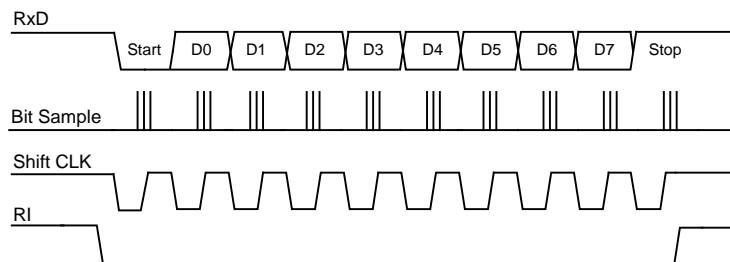 RxD
Start D0 D1 D2 D3 D4 D5 D6 D7 Stop
Bit Sample
Shift CLK
RI